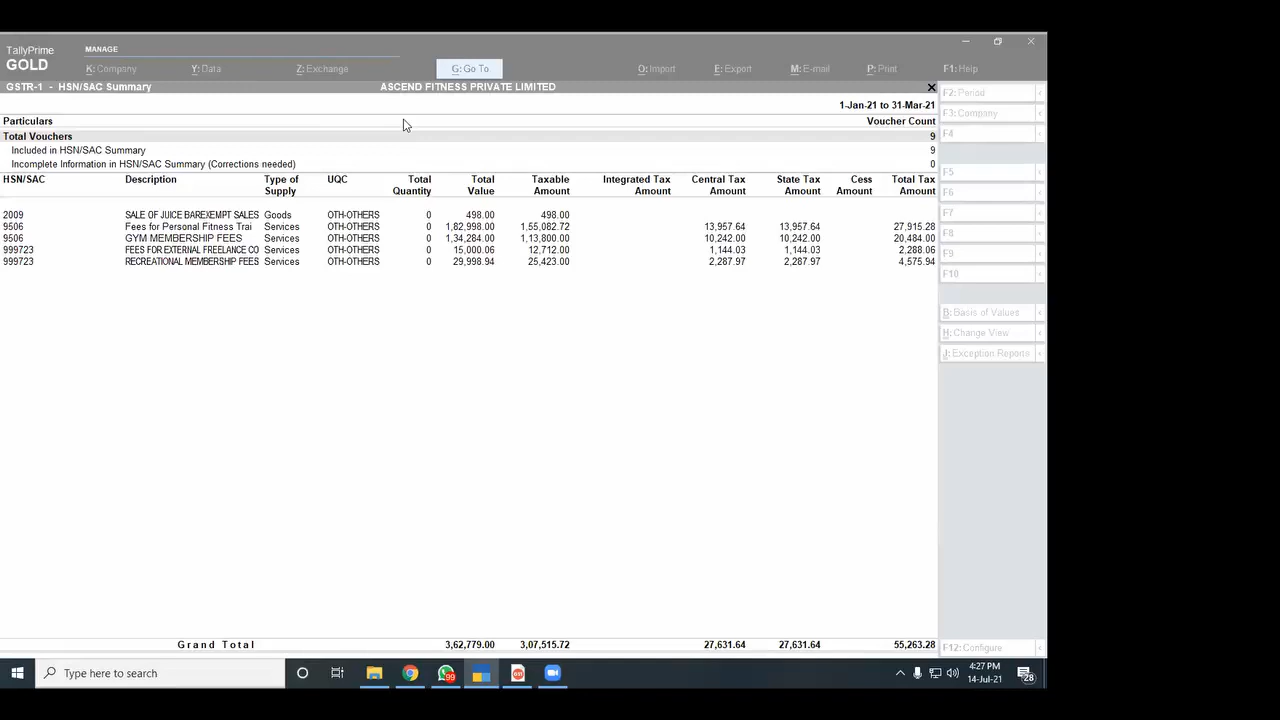 TallyPrime
GOLD
MANAGE
K: Company Y: Data Z: Exchange G: Go To O: Import E: Export M: E-mail P: Print F1: Help
GSTR-1 - HSN/SAC Summary ASCEND FITNESS PRIVATE LIMITED
1-Jan-21 to 31-Mar-21
Particulars Voucher Count
Total Vouchers 9
Included in HSN/SAC Summary 9
Incomplete Information in HSN/SAC Summary (Corrections needed) 0
HSN/SAC Description Type of Supply UQC Total Quantity Total Value Taxable Amount Integrated Tax Amount Central Tax Amount State Tax Amount Cess Amount Total Tax Amount
2009 SALE OF JUICE BAREXEMPT SALES Goods OTH-OTHERS 0 498.00 498.00
9506 Fees for Personal Fitness Trai Services OTH-OTHERS 0 1,82,998.00 1,55,082.72 13,957.64 13,957.64 27,915.28
9506 GYM MEMBERSHIP FEES Services OTH-OTHERS 0 1,34,284.00 1,13,800.00 10,242.00 10,242.00 20,484.00
999723 FEES FOR EXTERNAL FREELANCE CO Services OTH-OTHERS 0 15,000.06 12,712.00 1,144.03 1,144.03 2,288.06
999723 RECREATIONAL MEMBERSHIP FEES Services OTH-OTHERS 0 29,998.94 25,423.00 2,287.97 2,287.97 4,575.94
Grand Total 3,62,779.00 3,07,515.72 27,631.64 27,631.64 55,263.28
F2: Period
F3: Company
F4
F5
F6
F7
F8
F9
F10
B: Basis of Values
H: Change View
J: Exception Reports
F12: Configure
Type here to search
99
4:27 PM
14-Jul-21
28